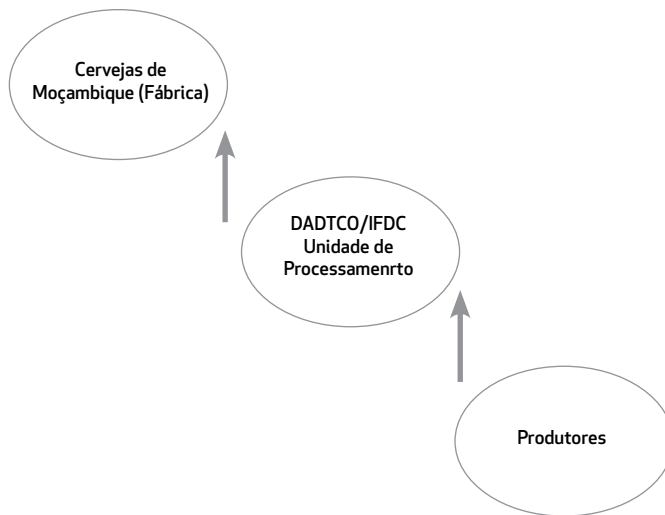 Cervejas de
Moçambique (Fábrica)
DADTCO/IFDC
Unidade de
Processamenrto
Produtores